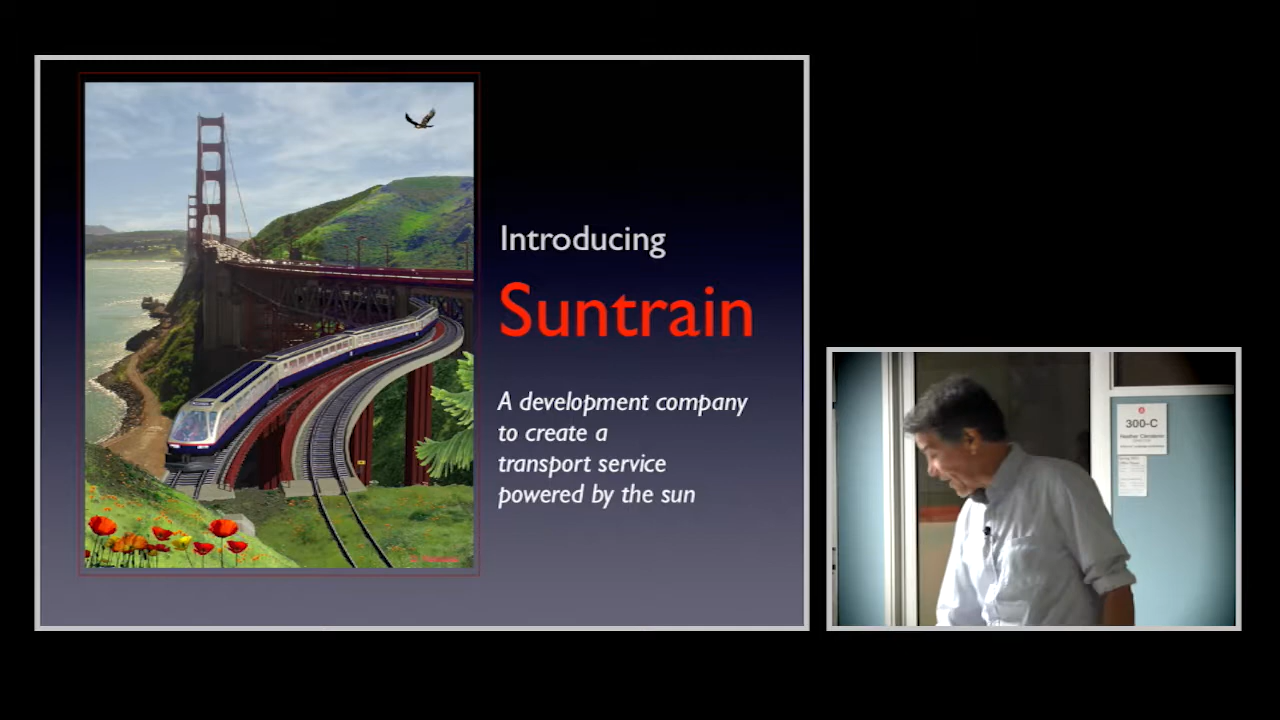 Introducing
Suntrain
A development company
to create a
transport service
powered by the sun
300-C